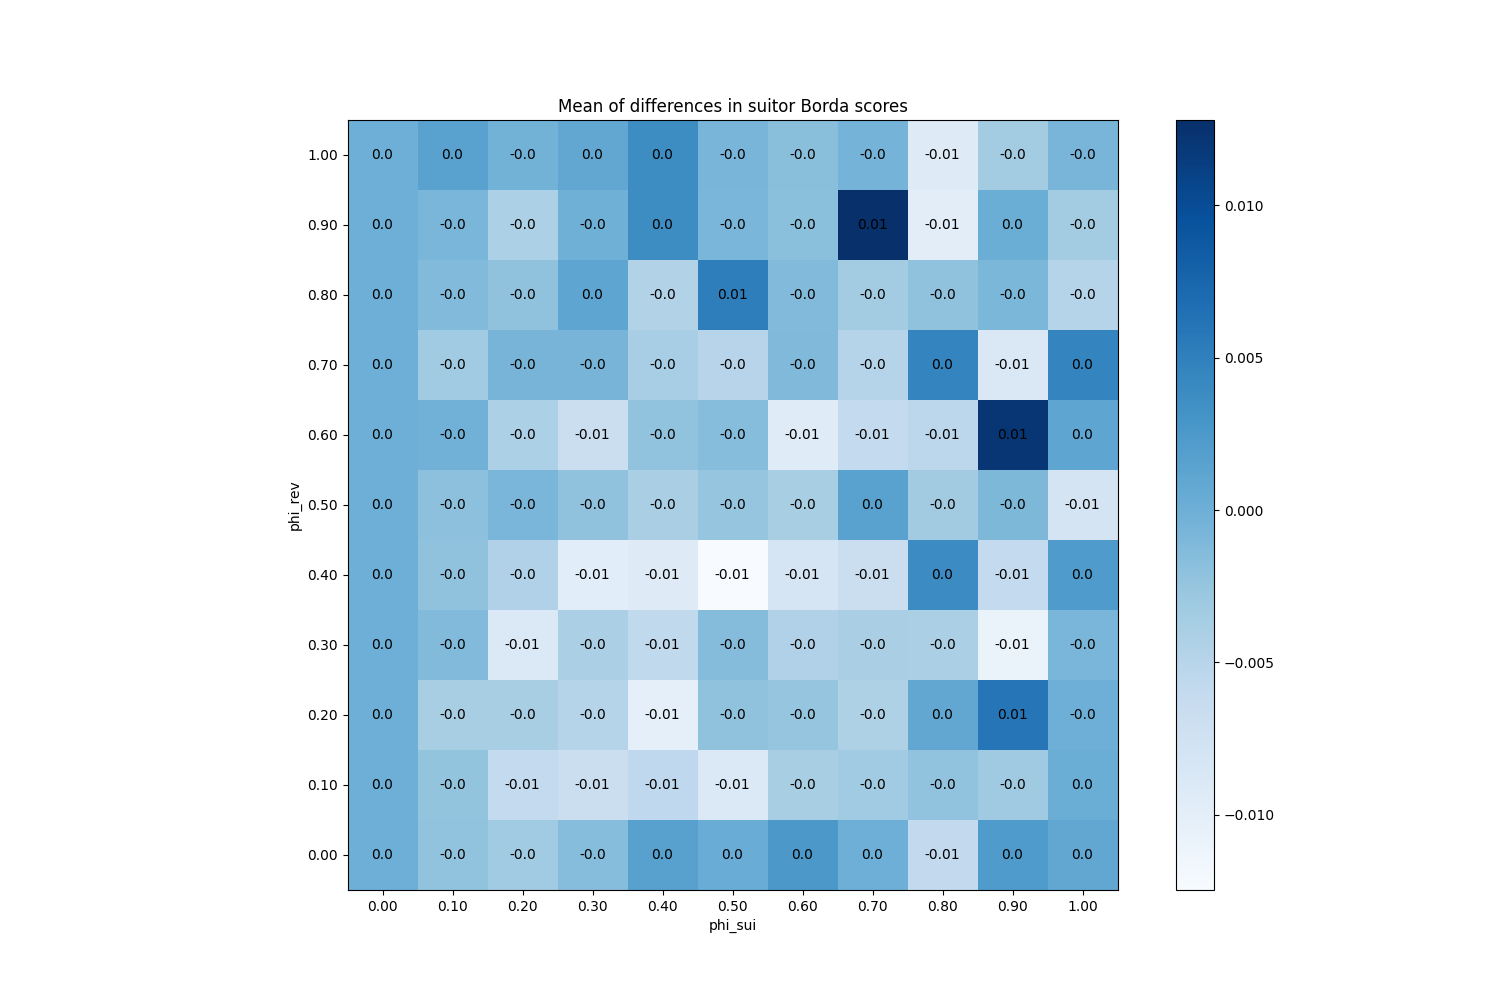 Mean of differences in suitor Borda scores
1.00 0.0 0.0 -0.0 0.0 0.0 -0.0 -0.0 -0.0 -0.01 -0.0 -0.0
0.90 0.0 -0.0 -0.0 -0.0 0.0 -0.0 -0.0 0.01 -0.01 0.0 -0.0
0.80 0.0 -0.0 -0.0 0.0 -0.0 0.01 -0.0 -0.0 -0.0 -0.0 -0.0
0.70 0.0 -0.0 -0.0 -0.0 -0.0 -0.0 -0.0 -0.0 0.0 -0.01 0.0
0.60 0.0 -0.0 -0.0 -0.01 -0.0 -0.0 -0.01 -0.01 -0.01 0.01 0.0
0.50 0.0 -0.0 -0.0 -0.0 -0.0 -0.0 -0.0 0.0 -0.0 -0.0 -0.01
0.40 0.0 -0.0 -0.0 -0.01 -0.01 -0.01 -0.01 -0.01 0.0 -0.01 0.0
0.30 0.0 -0.0 -0.01 -0.0 -0.01 -0.0 -0.0 -0.0 -0.0 -0.01 -0.0
0.20 0.0 -0.0 -0.0 -0.0 -0.01 -0.0 -0.0 -0.0 0.0 0.01 -0.0
0.10 0.0 -0.0 -0.01 -0.01 -0.01 -0.01 -0.0 -0.0 -0.0 -0.0 0.0
0.00 0.0 -0.0 -0.0 -0.0 0.0 0.0 0.0 0.0 -0.01 0.0 0.0
0.00 0.10 0.20 0.30 0.40 0.50 0.60 0.70 0.80 0.90 1.00
phi_sui
phi_rev
0.010
0.005
0.000
−0.005
−0.010